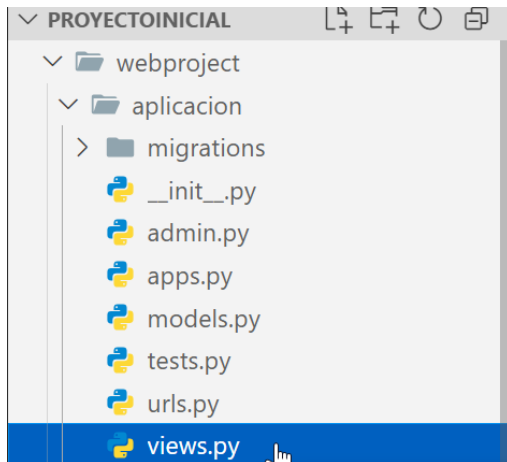 PROYECTOINICIAL
webproject
aplicacion
migrations
__init__.py
admin.py
apps.py
models.py
tests.py
urls.py
views.py